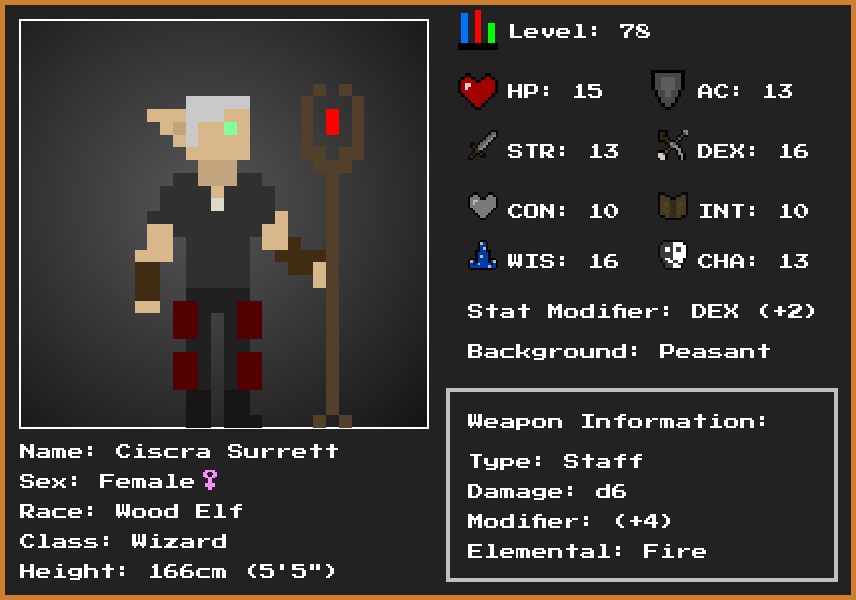 Level: 78
HP: 15 AC: 13
STR: 13 DEX: 16
CON: 10 INT: 10
WIS: 16 CHA: 13
Stat Modifier: DEX (+2)
Background: Peasant
Weapon Information:
Type: Staff
Damage: d6
Modifier: (+4)
Elemental: Fire
Name: Ciscra Surrett
Sex: Female♀
Race: Wood Elf
Class: Wizard
Height: 166cm (5'5")